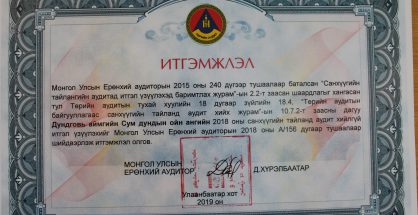 ИТГЭМЖЛЭЛ
Монгол Улсын Ерөнхий аудиторын 2015 оны 240 дүгээр тушаалаар баталсан "Санхүүгийн
тайлангийн аудитад итгэл үзүүлэхэд баримтлах журам"-ын 2.2-т заасан шаардлагыг хангасан
тул Төрийн аудитын тухай хуулийн 18 дугаар зүйлийн 18.4, "Төрийн аудитын
байгууллагаас санхүүгийн тайланд аудит хийх журам"-ын 10.7.2-т заасны дагуу
Дундговь аймгийн Сум дундын ойн ангийн 2018 оны санхүүгийн тайланд аудит хийлгүй
итгэл үзүүлэхийг Монгол Улсын Ерөнхий аудиторын 2018 оны А/156 дугаар тушаалаар
шийдвэрлэж итгэмжлэл олгов.
МОНГОЛ УЛСЫН
ЕРӨНХИЙ АУДИТОР
Д.ХҮРЭЛБААТАР
Улаанбаатар хот
2019 он